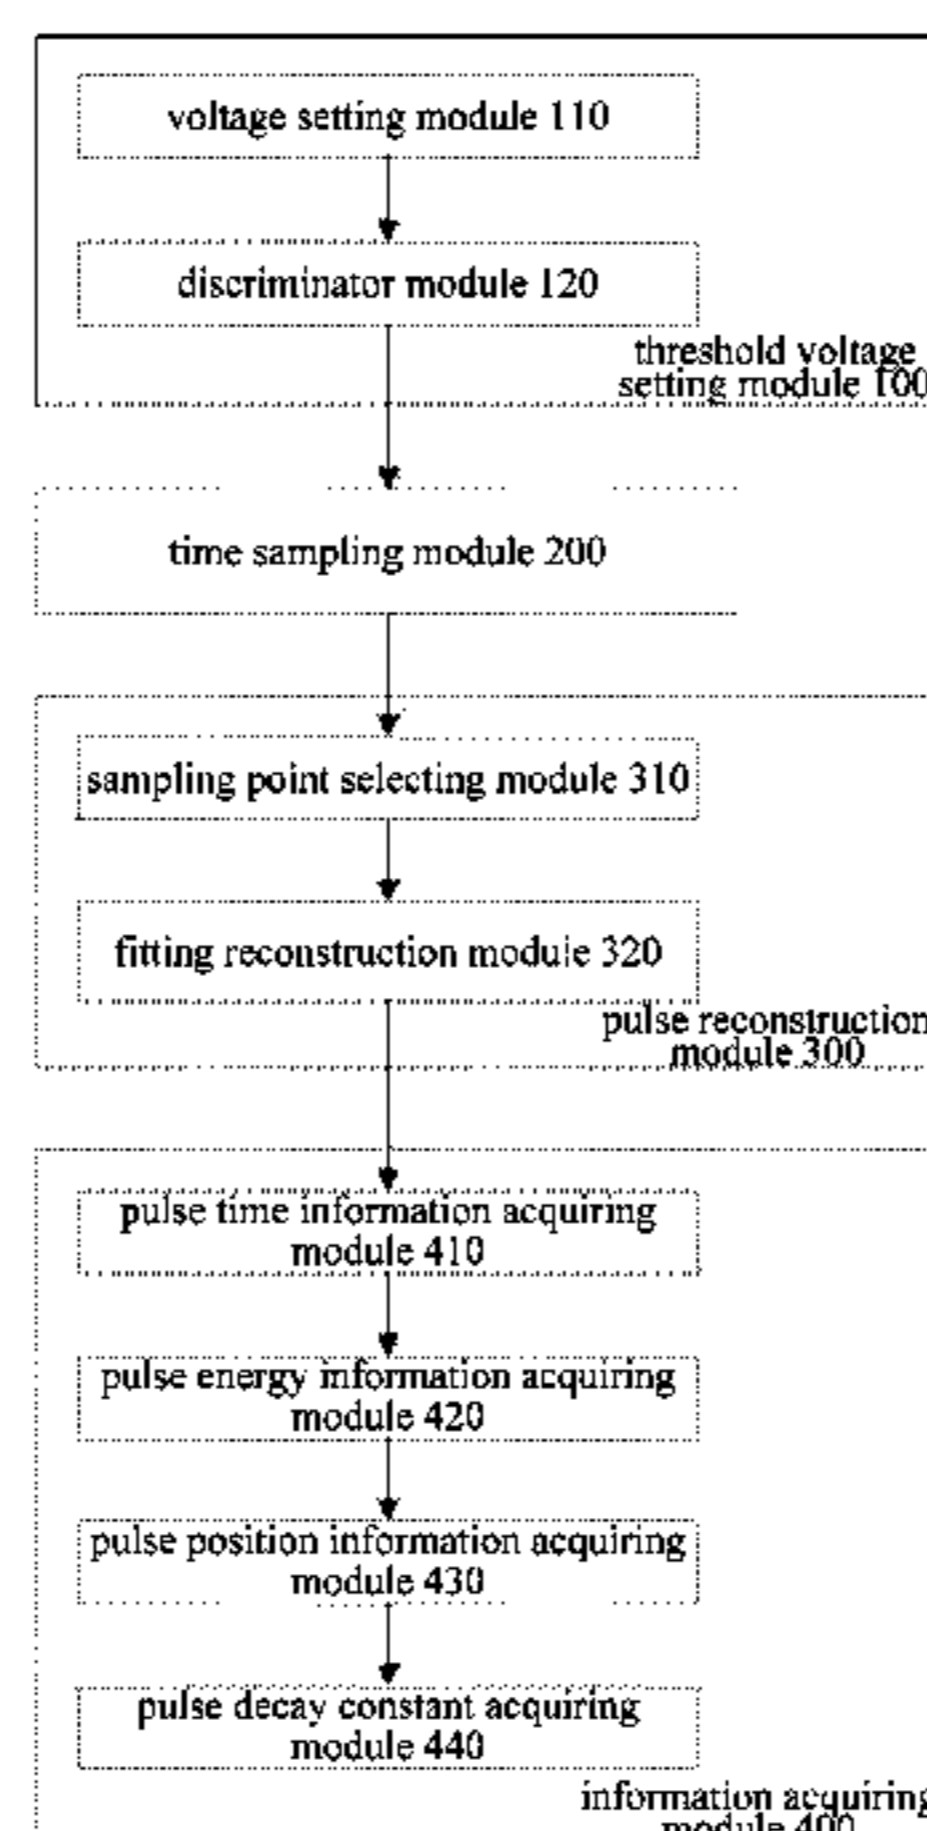 voltage setting module 110
discriminator module 120
threshold voltage
setting module 100
time sampling module 200
sampling point selecting module 310
fitting reconstruction module 320
pulse reconstruction
module 300
pulse time information acquiring
module 410
pulse energy information acquiring
module 420
pulse position information acquiring
module 430
pulse decay constant acquiring
module 440
information acquiring
module 400